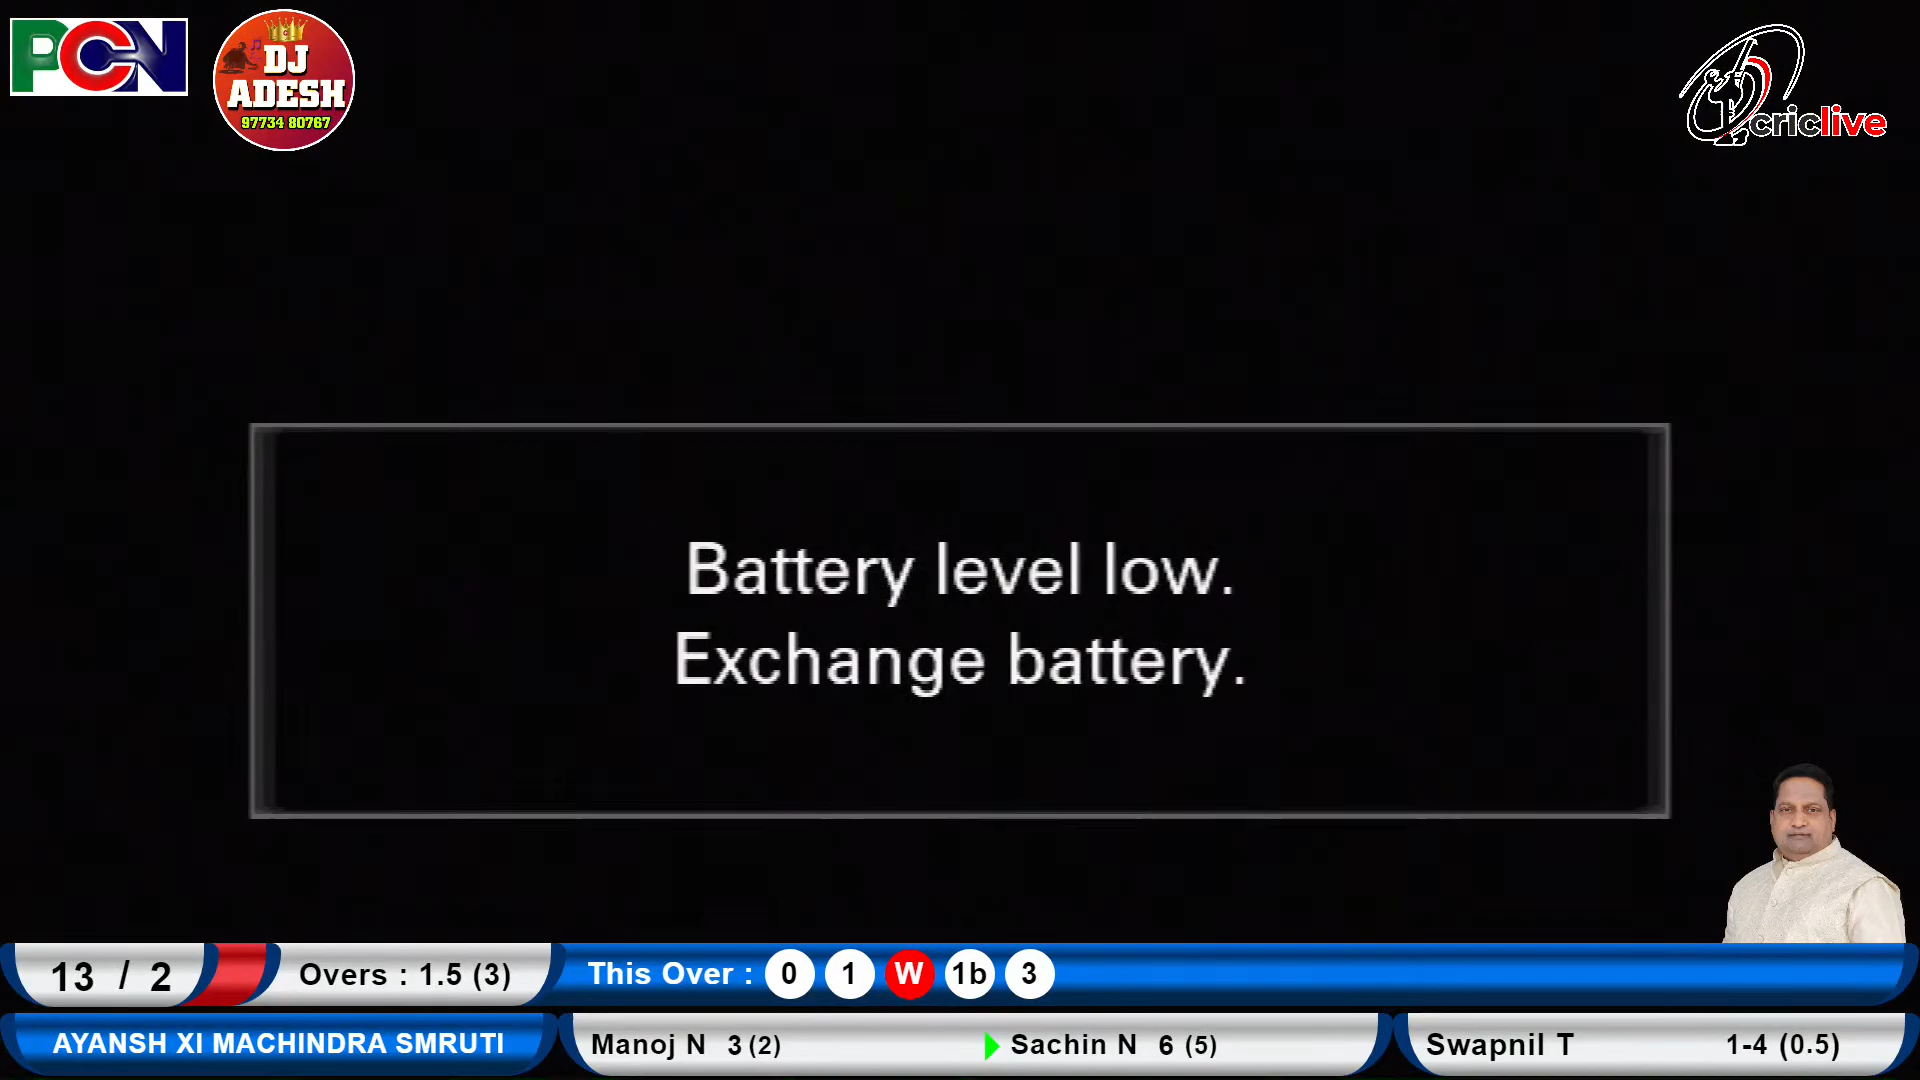 PCN
DJ
ADESH
97734 80767
criclive
Battery level low.
Exchange battery.
13 / 2
Overs : 1.5 (3)
This Over : 0 1 W 1b 3
AYANSH XI MACHINDRA SMRUTI
Manoj N 3 (2)
Sachin N 6 (5)
Swapnil T 1-4 (0.5)